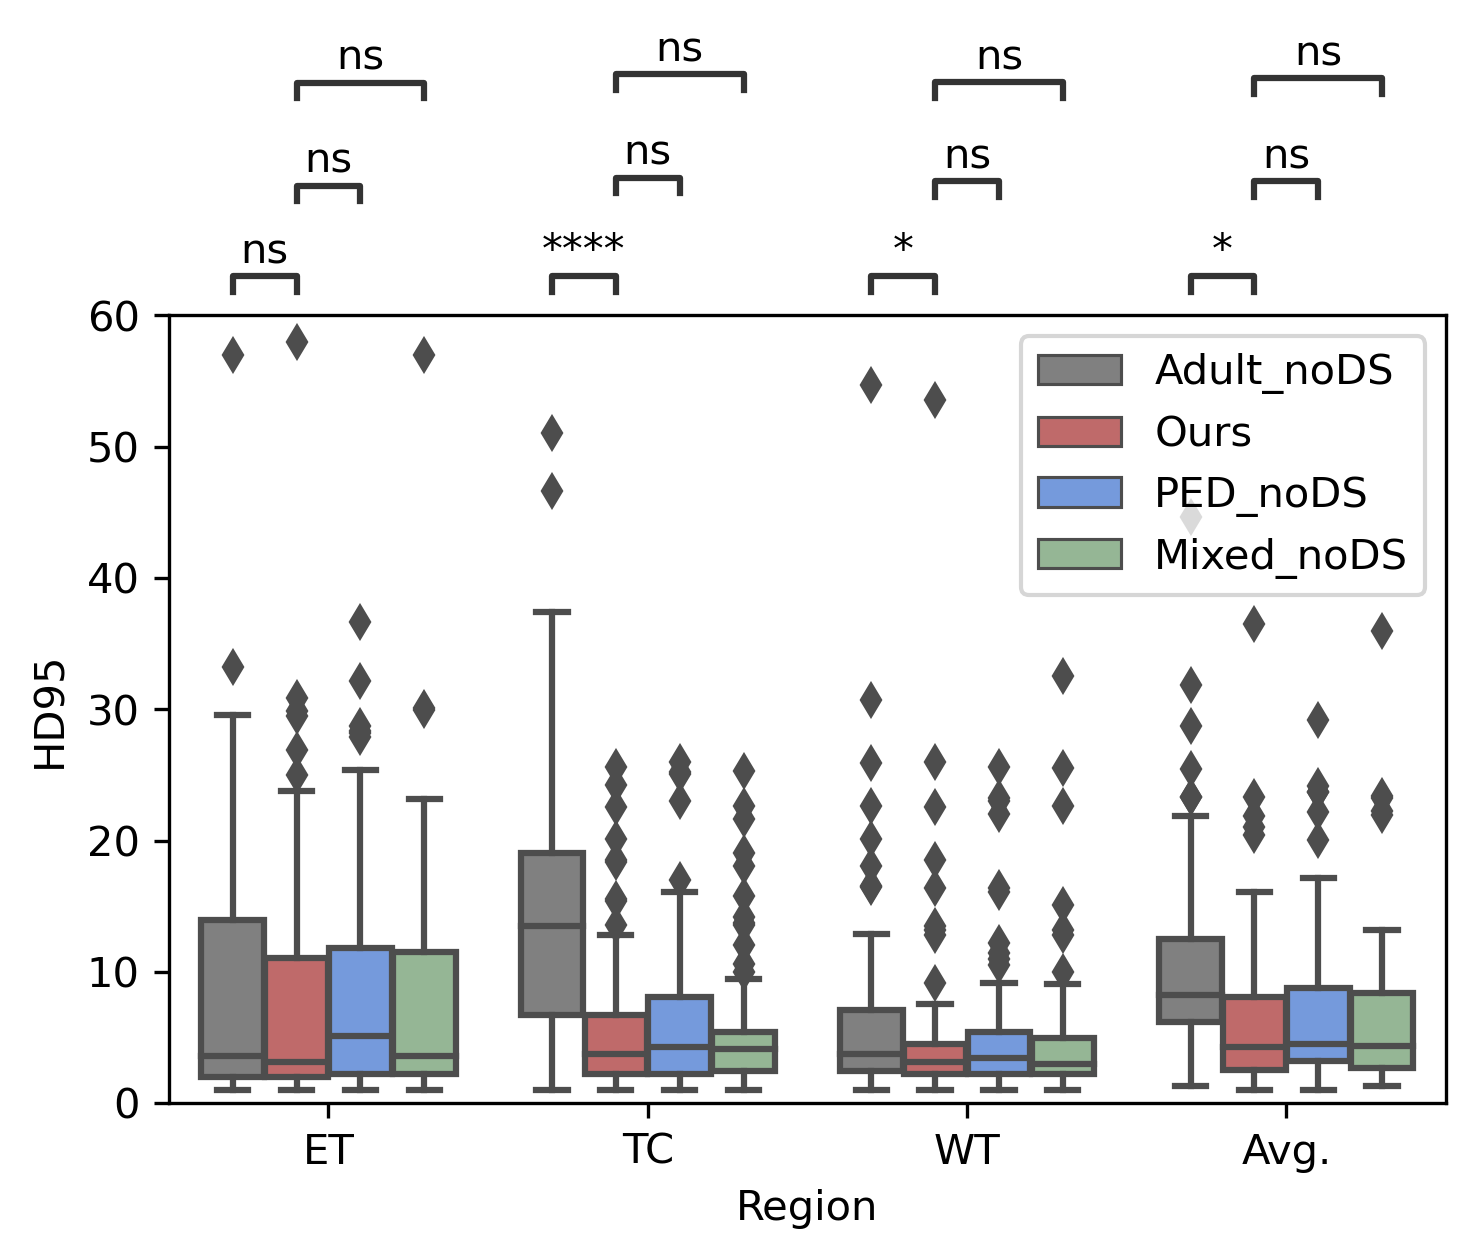 ns ns ns ns
ns ns ns ns
ns **** * *
60
50
40
30
20
10
0
HD95
Adult_noDS
Ours
PED_noDS
Mixed_noDS
ET TC WT Avg.
Region